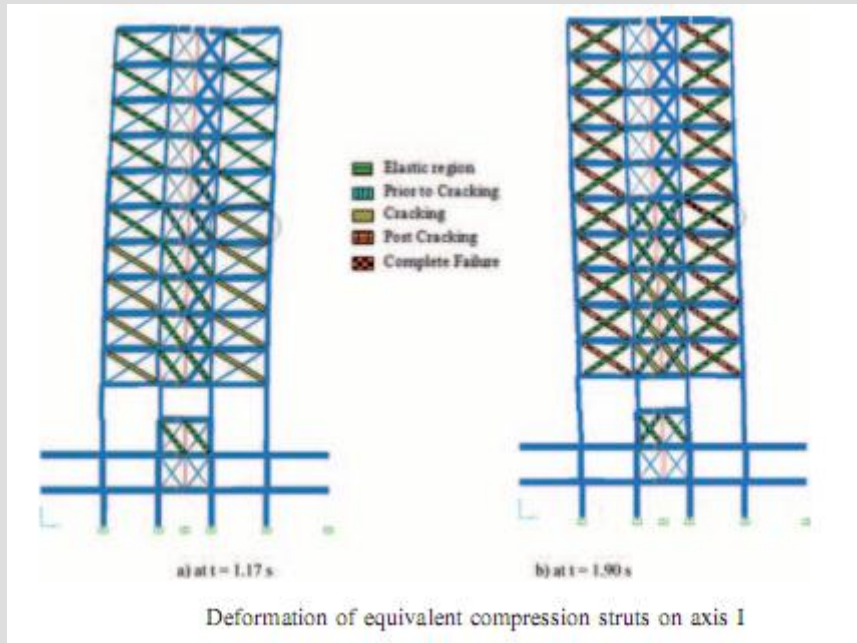 Elastic region
Prior to Cracking
Cracking
Post Cracking
Complete Failure
a) at t = 1.17 s
b) at t = 1.90 s
Deformation of equivalent compression struts on axis 1